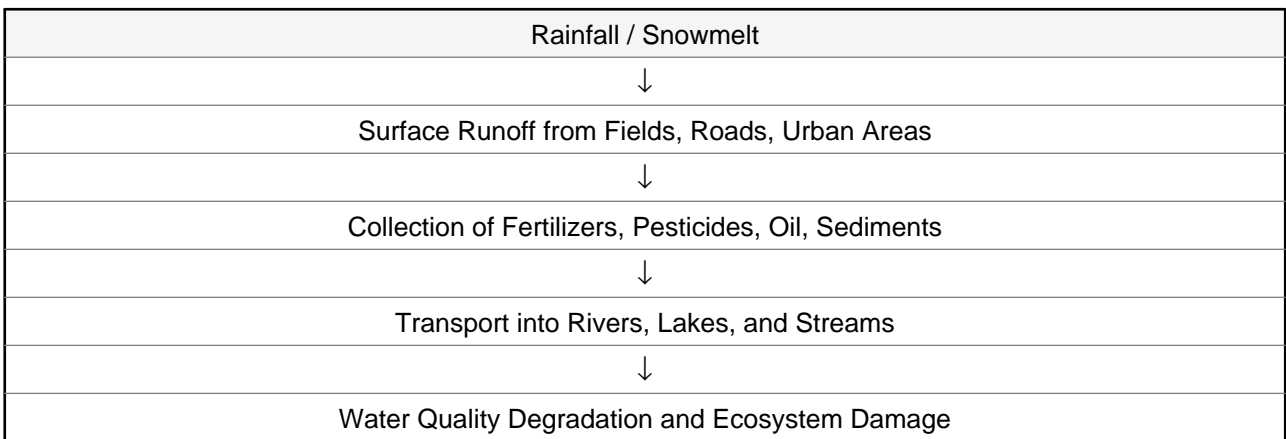 Rainfall / Snowmelt
↓
Surface Runoff from Fields, Roads, Urban Areas
↓
Collection of Fertilizers, Pesticides, Oil, Sediments
↓
Transport into Rivers, Lakes, and Streams
↓
Water Quality Degradation and Ecosystem Damage